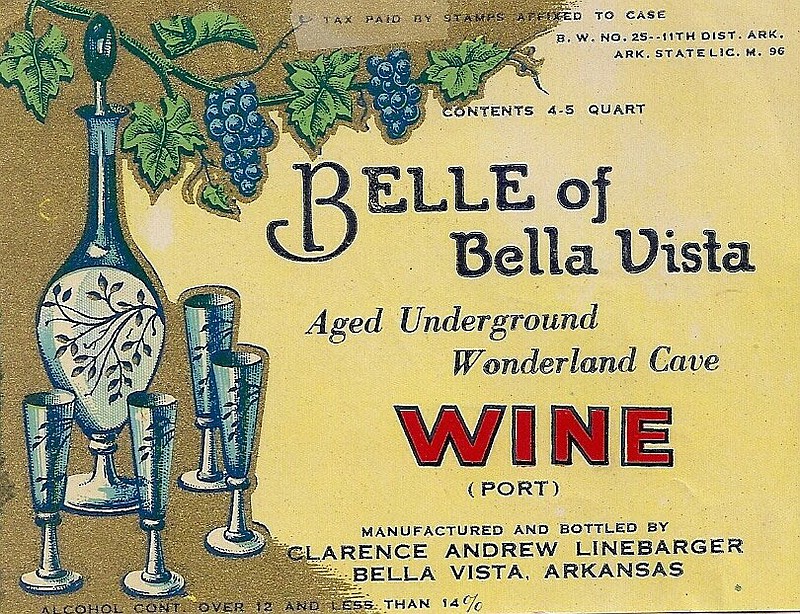 TAX PAID BY STAMPS AFFIXED TO CASE
B. W. NO. 25--11TH DIST. ARK.
ARK. STATE LIC. M. 96
CONTENTS 4-5 QUART
BELLE of
Bella Vista
Aged Underground
Wonderland Cave
WINE
(PORT)
MANUFACTURED AND BOTTLED BY
CLARENCE ANDREW LINEBARGER
BELLA VISTA, ARKANSAS
ALCOHOL CONT. OVER 12 AND LESS THAN 14%